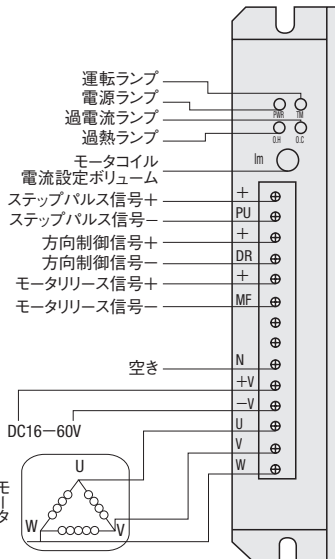 運転ランプ
電源ランプ
過電流ランプ
過熱ランプ
モータコイル
電流設定ボリューム
ステップパルス信号+
ステップパルス信号−
方向制御信号+
方向制御信号−
モータリリース信号+
モータリリース信号−
空き
DC16−60V
モータ
U
W
V
PWR
TM
O.H
O.C
Im
+
PU
+
DR
+
MF
N
+V
−V
U
V
W